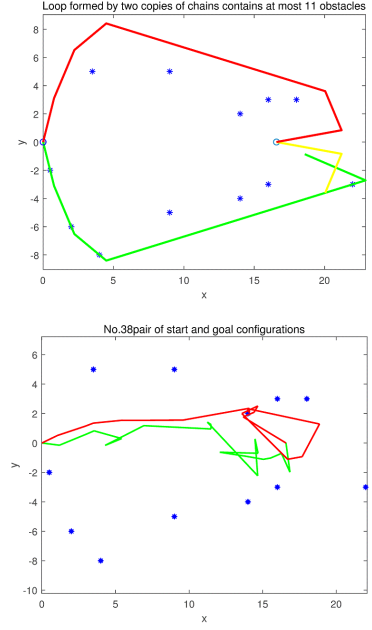 Loop formed by two copies of chains contains at most 11 obstacles
8
6
4
2
0
-2
-4
-6
-8
y
0 5 10 15 20
x
No.38pair of start and goal configurations
6
4
2
0
-2
-4
-6
-8
-10
y
0 5 10 15 20
x